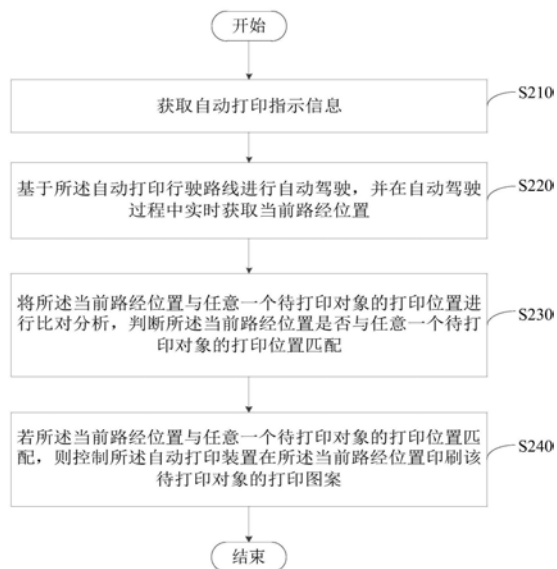 开始
获取自动打印指示信息
S210
基于所述自动打印行驶路线进行自动驾驶，并在自动驾驶
过程中实时获取当前路经位置
S220
将所述当前路经位置与任意一个待打印对象的打印位置进
行比对分析，判断所述当前路经位置是否与任意一个待打
印对象的打印位置匹配
S230
若所述当前路经位置与任意一个待打印对象的打印位置匹
配，则控制所述自动打印装置在所述当前路经位置印刷该
待打印对象的打印图案
S240
结束